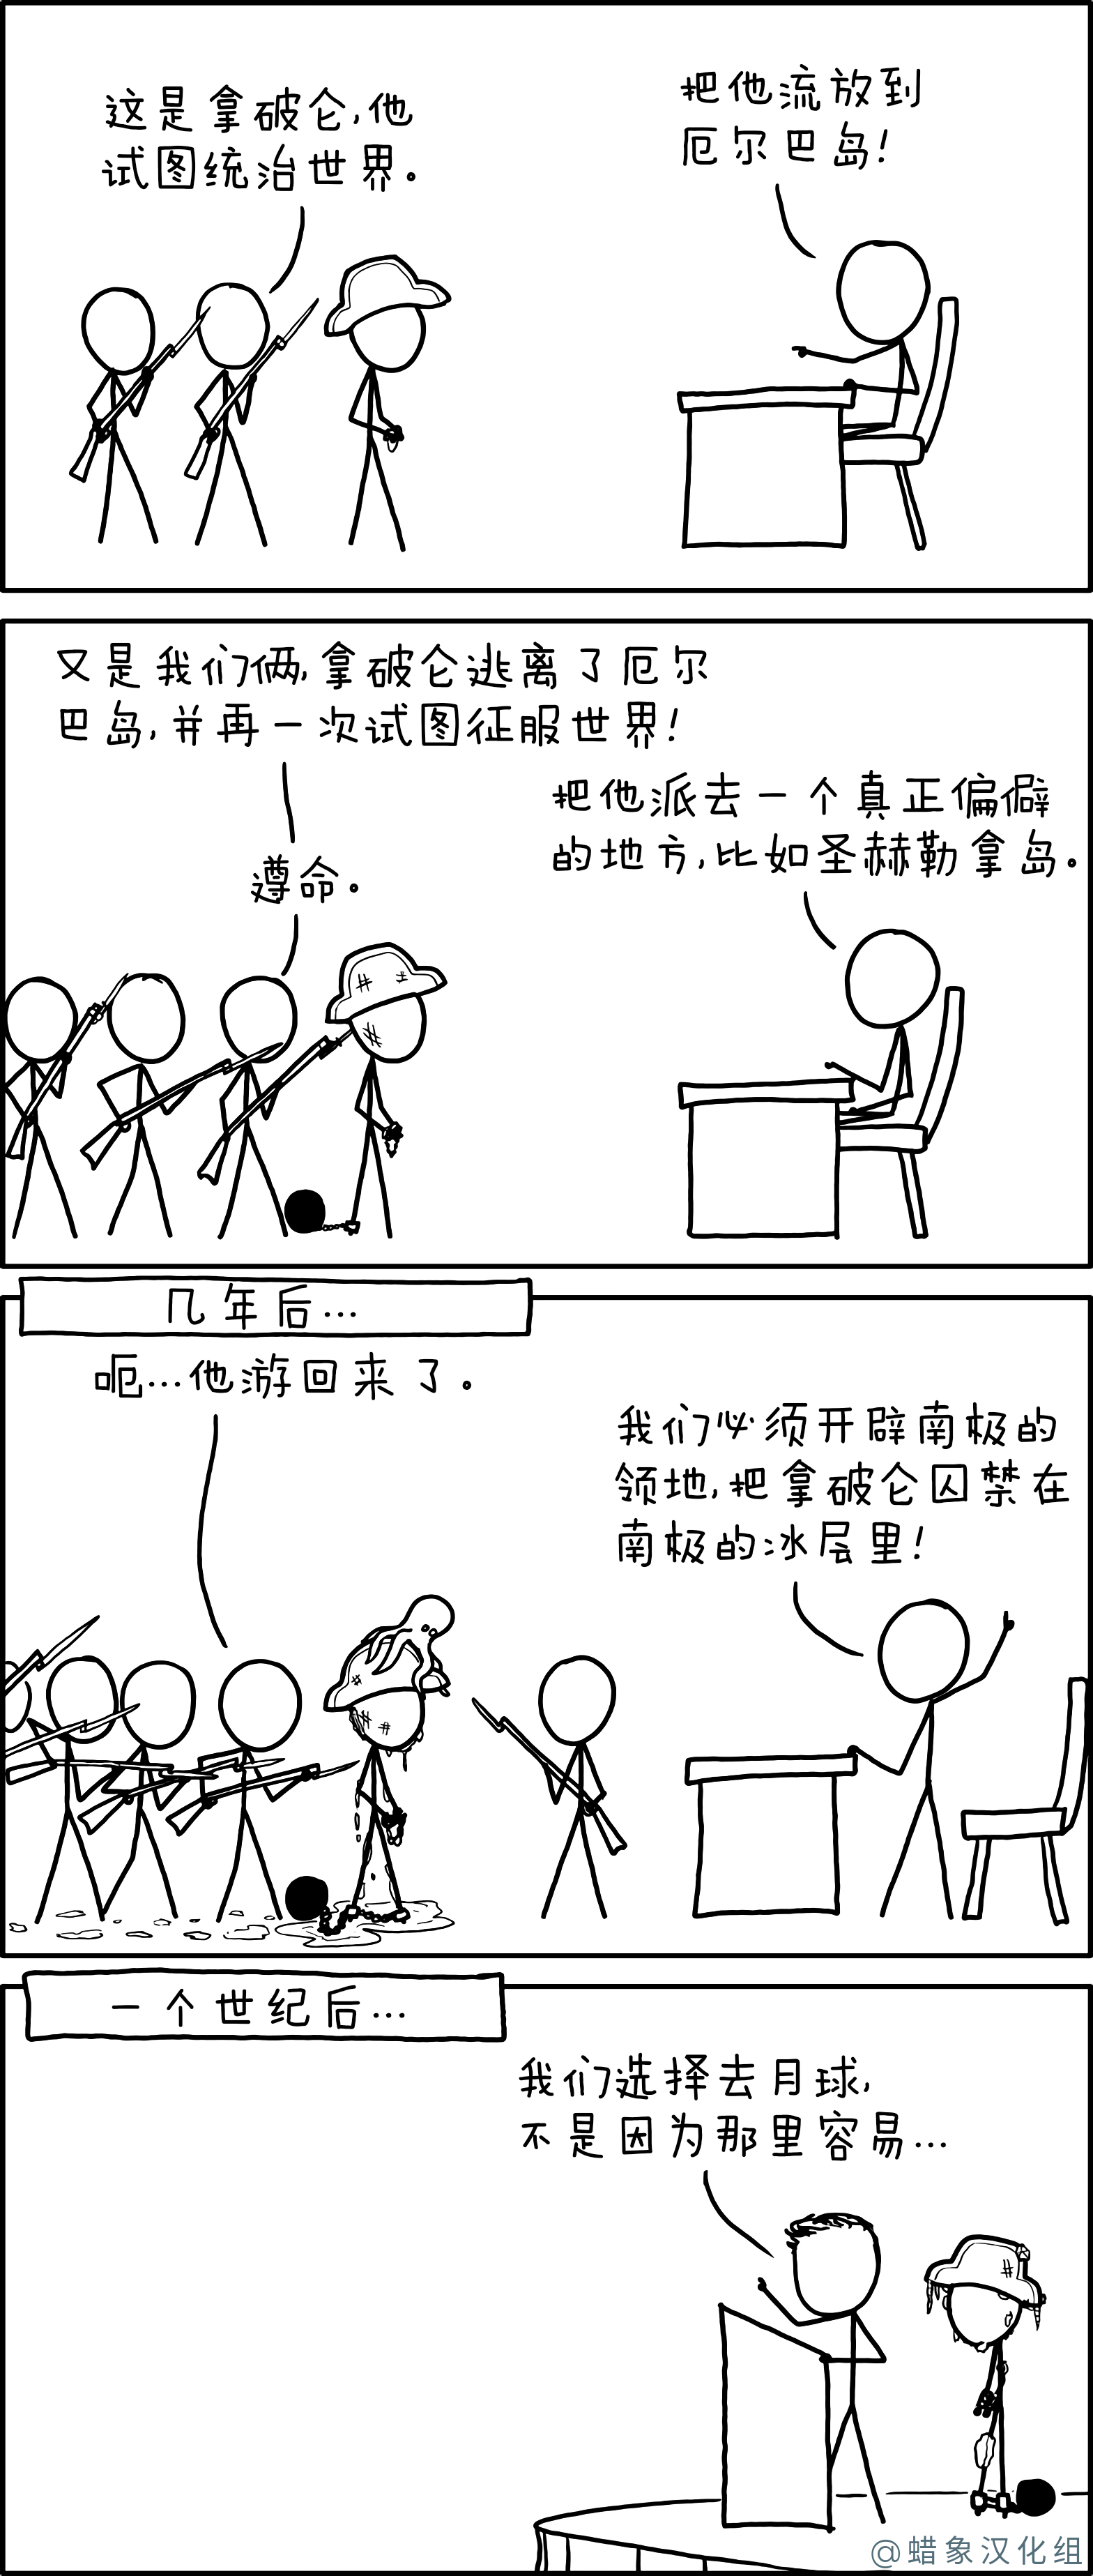 这是拿破仑,他
试图统治世界。
把他流放到
厄尔巴岛!
又是我们俩,拿破仑逃离了厄尔
巴岛,并再一次试图征服世界!
遵命。
把他派去一个真正偏僻
的地方,比如圣赫勒拿岛。
几年后...
呃...他游回来了。
我们必须开辟南极的
领地,把拿破仑囚禁在
南极的冰层里!
一个世纪后...
我们选择去月球,
不是因为那里容易...
@蜡象汉化组